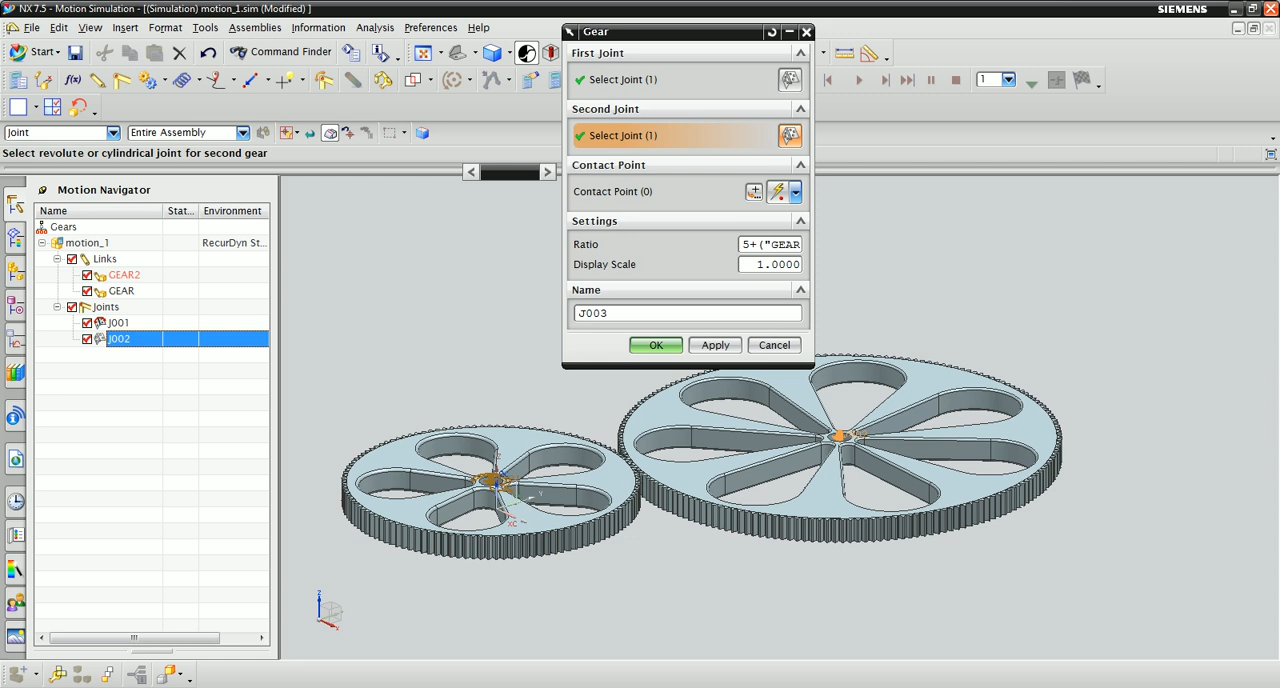 NX 7.5 - Motion Simulation - [(Simulation) motion_1.sim (Modified) ]
SIEMENS
File Edit View Insert Format Tools Assemblies Information Analysis Preferences Help
Start
Command Finder
f(x)
1
Joint
Entire Assembly
Select revolute or cylindrical joint for second gear
Motion Navigator
Name Stat... Environment
Gears
motion_1 RecurDyn St...
Links
GEAR2
GEAR
Joints
J001
J002
Gear
First Joint
Select Joint (1)
Second Joint
Select Joint (1)
Contact Point
Contact Point (0)
Settings
Ratio 5+("GEAR
Display Scale 1.0000
Name
J003
OK Apply Cancel
Z
Y
XC
Z
X